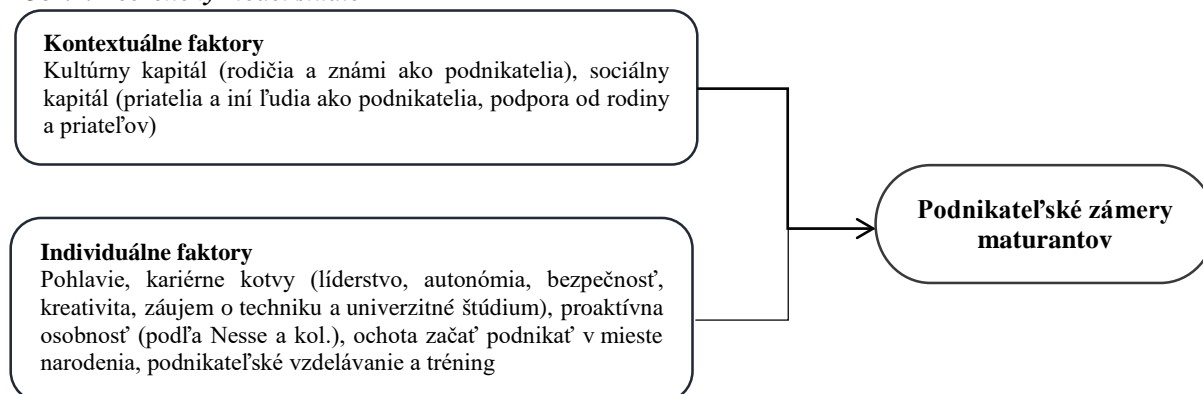 Kontextuálne faktory
Kultúrny kapitál (rodičia a známi ako podnikatelia), sociálny
kapitál (priatelia a iní ľudia ako podnikatelia, podpora od rodiny
a priateľov)
Podnikateľské zámery
maturantov
Individuálne faktory
Pohlavie, kariérne kotvy (líderstvo, autonómia, bezpečnosť,
kreativita, záujem o techniku a univerzitné štúdium), proaktívna
osobnosť (podľa Nesse a kol.), ochota začať podnikať v mieste
narodenia, podnikateľské vzdelávanie a tréning